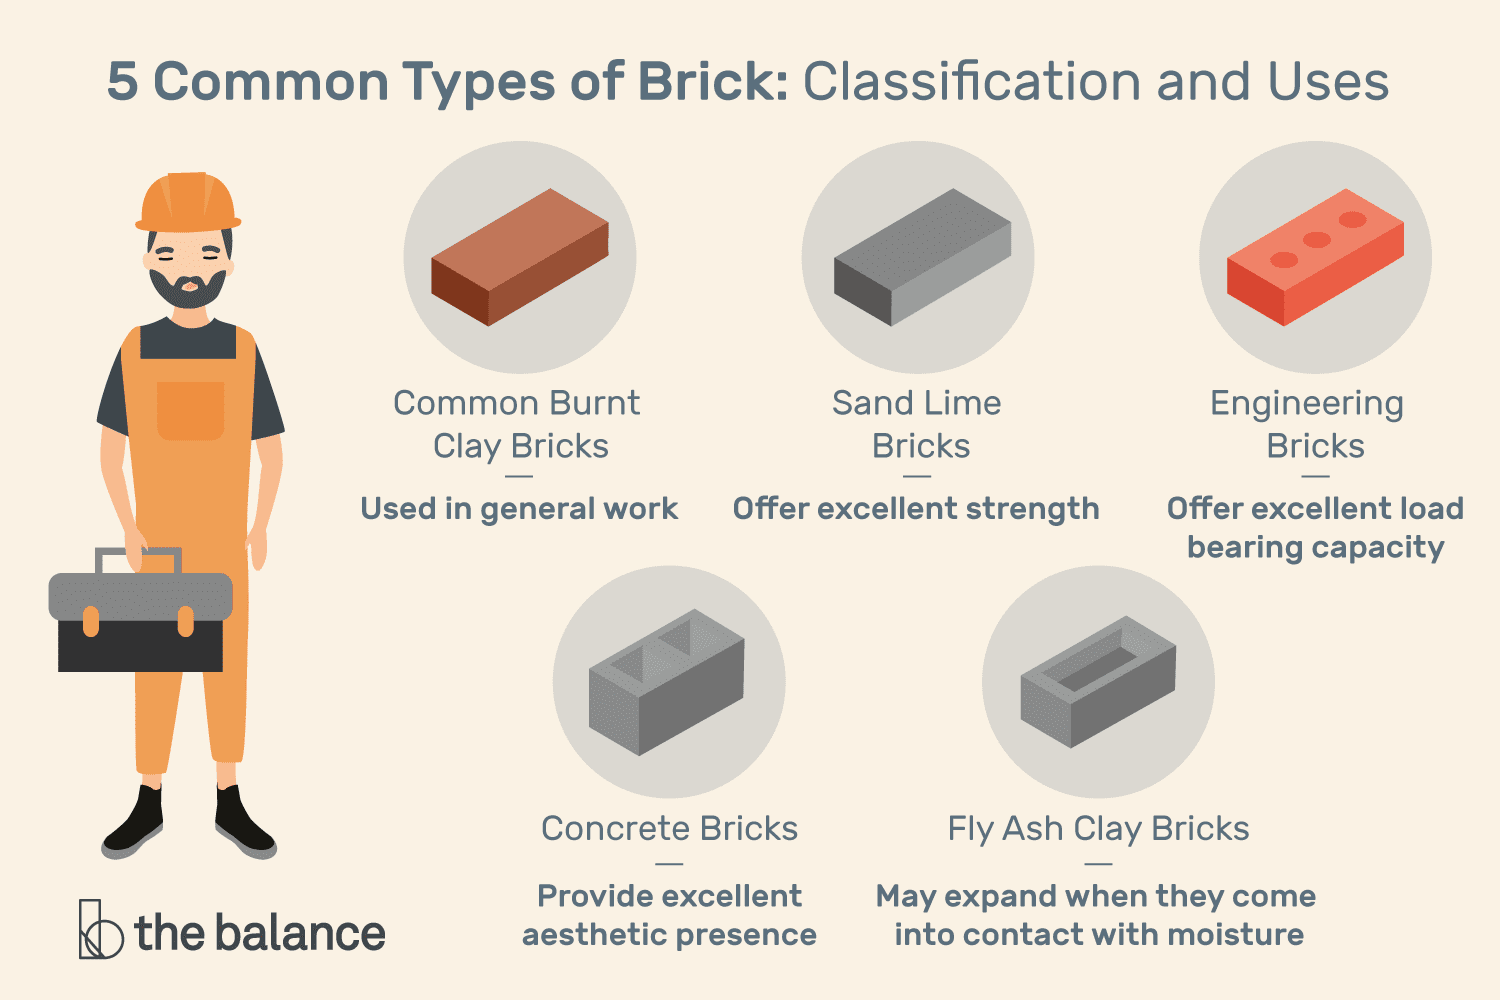 5 Common Types of Brick: Classification and Uses
Common Burnt
Clay Bricks
Used in general work
Sand Lime
Bricks
Offer excellent strength
Engineering
Bricks
Offer excellent load
bearing capacity
Concrete Bricks
Provide excellent
aesthetic presence
Fly Ash Clay Bricks
May expand when they come
into contact with moisture
the balance